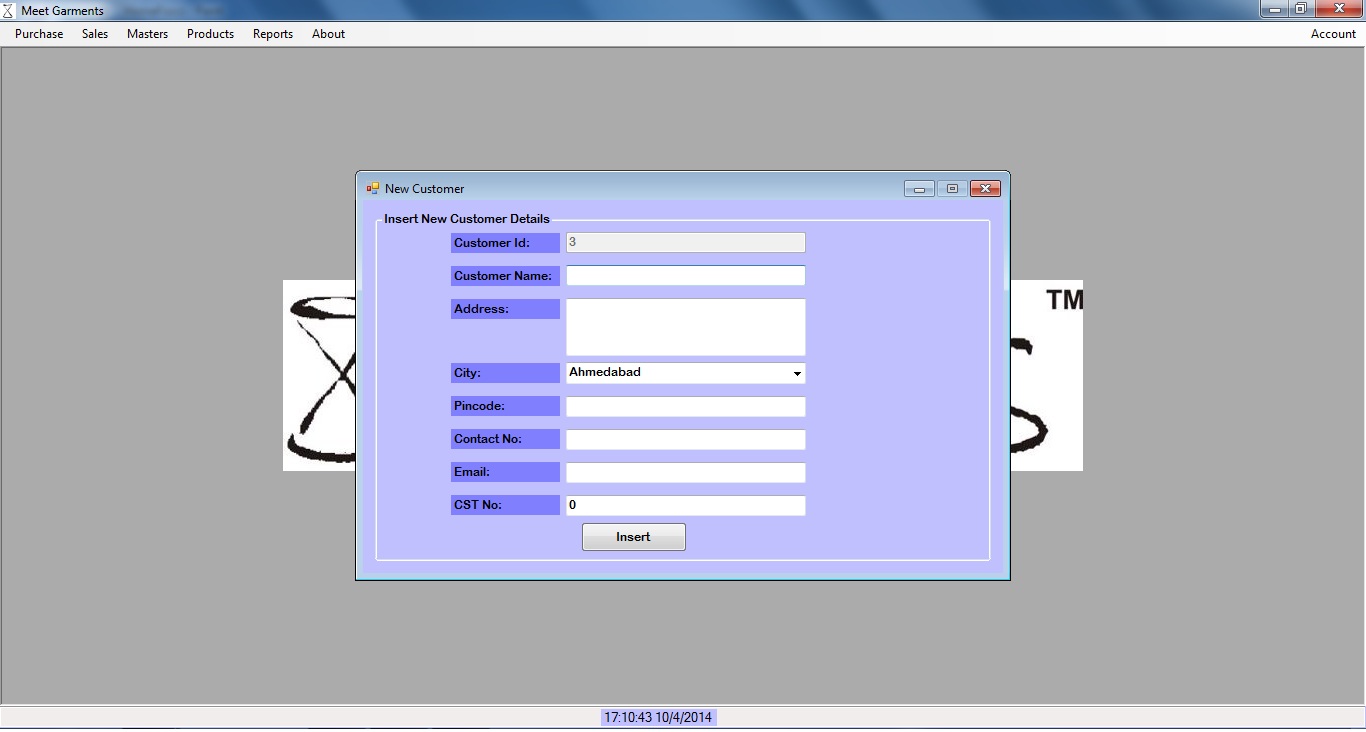 Meet Garments
Purchase Sales Masters Products Reports About Account
New Customer
Insert New Customer Details
Customer Id: 3
Customer Name:
Address:
City: Ahmedabad
Pincode:
Contact No:
Email:
CST No: 0
Insert
TM
17:10:43 10/4/2014